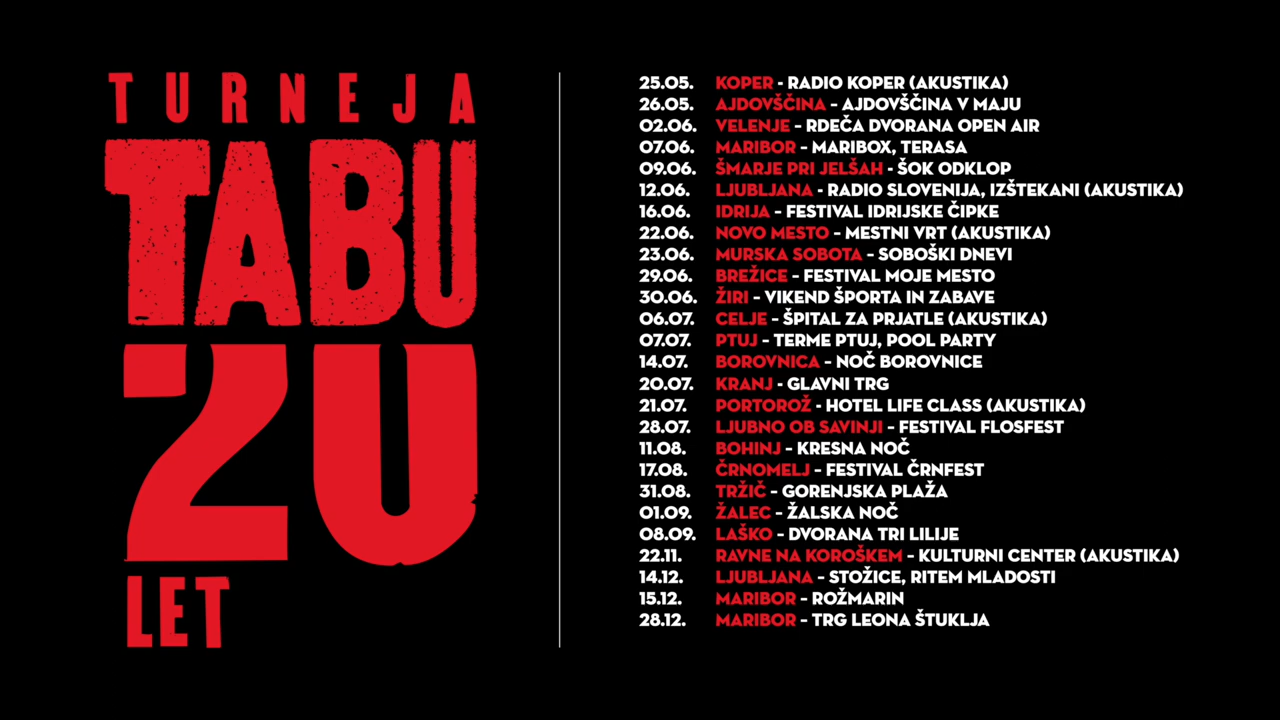 TURNEJA
TABU
20
LET
25.05. KOPER - RADIO KOPER (AKUSTIKA)
26.05. AJDOVŠČINA - AJDOVŠČINA V MAJU
02.06. VELENJE - RDEČA DVORANA OPEN AIR
07.06. MARIBOR - MARIBOX, TERASA
09.06. ŠMARJE PRI JELŠAH - ŠOK ODKLOP
12.06. LJUBLJANA - RADIO SLOVENIJA, IZŠTEKANI (AKUSTIKA)
16.06. IDRIJA - FESTIVAL IDRIJSKE ČIPKE
22.06. NOVO MESTO - MESTNI VRT (AKUSTIKA)
23.06. MURSKA SOBOTA - SOBOŠKI DNEVI
29.06. BREŽICE - FESTIVAL MOJE MESTO
30.06. ŽIRI - VIKEND ŠPORTA IN ZABAVE
06.07. CELJE - ŠPITAL ZA PRJATLE (AKUSTIKA)
07.07. PTUJ - TERME PTUJ, POOL PARTY
14.07. BOROVNICA - NOČ BOROVNICE
20.07. KRANJ - GLAVNI TRG
21.07. PORTOROŽ - HOTEL LIFE CLASS (AKUSTIKA)
28.07. LJUBNO OB SAVINJI - FESTIVAL FLOSFEST
11.08. BOHINJ - KRESNA NOČ
17.08. ČRNOMELJ - FESTIVAL ČRNFEST
31.08. TRŽIČ - GORENJSKA PLAŽA
01.09. ŽALEC - ŽALSKA NOČ
08.09. LAŠKO - DVORANA TRI LILIJE
22.11. RAVNE NA KOROŠKEM - KULTURNI CENTER (AKUSTIKA)
14.12. LJUBLJANA - STOŽICE, RITEM MLADOSTI
15.12. MARIBOR - ROŽMARIN
28.12. MARIBOR - TRG LEONA ŠTUKLJA